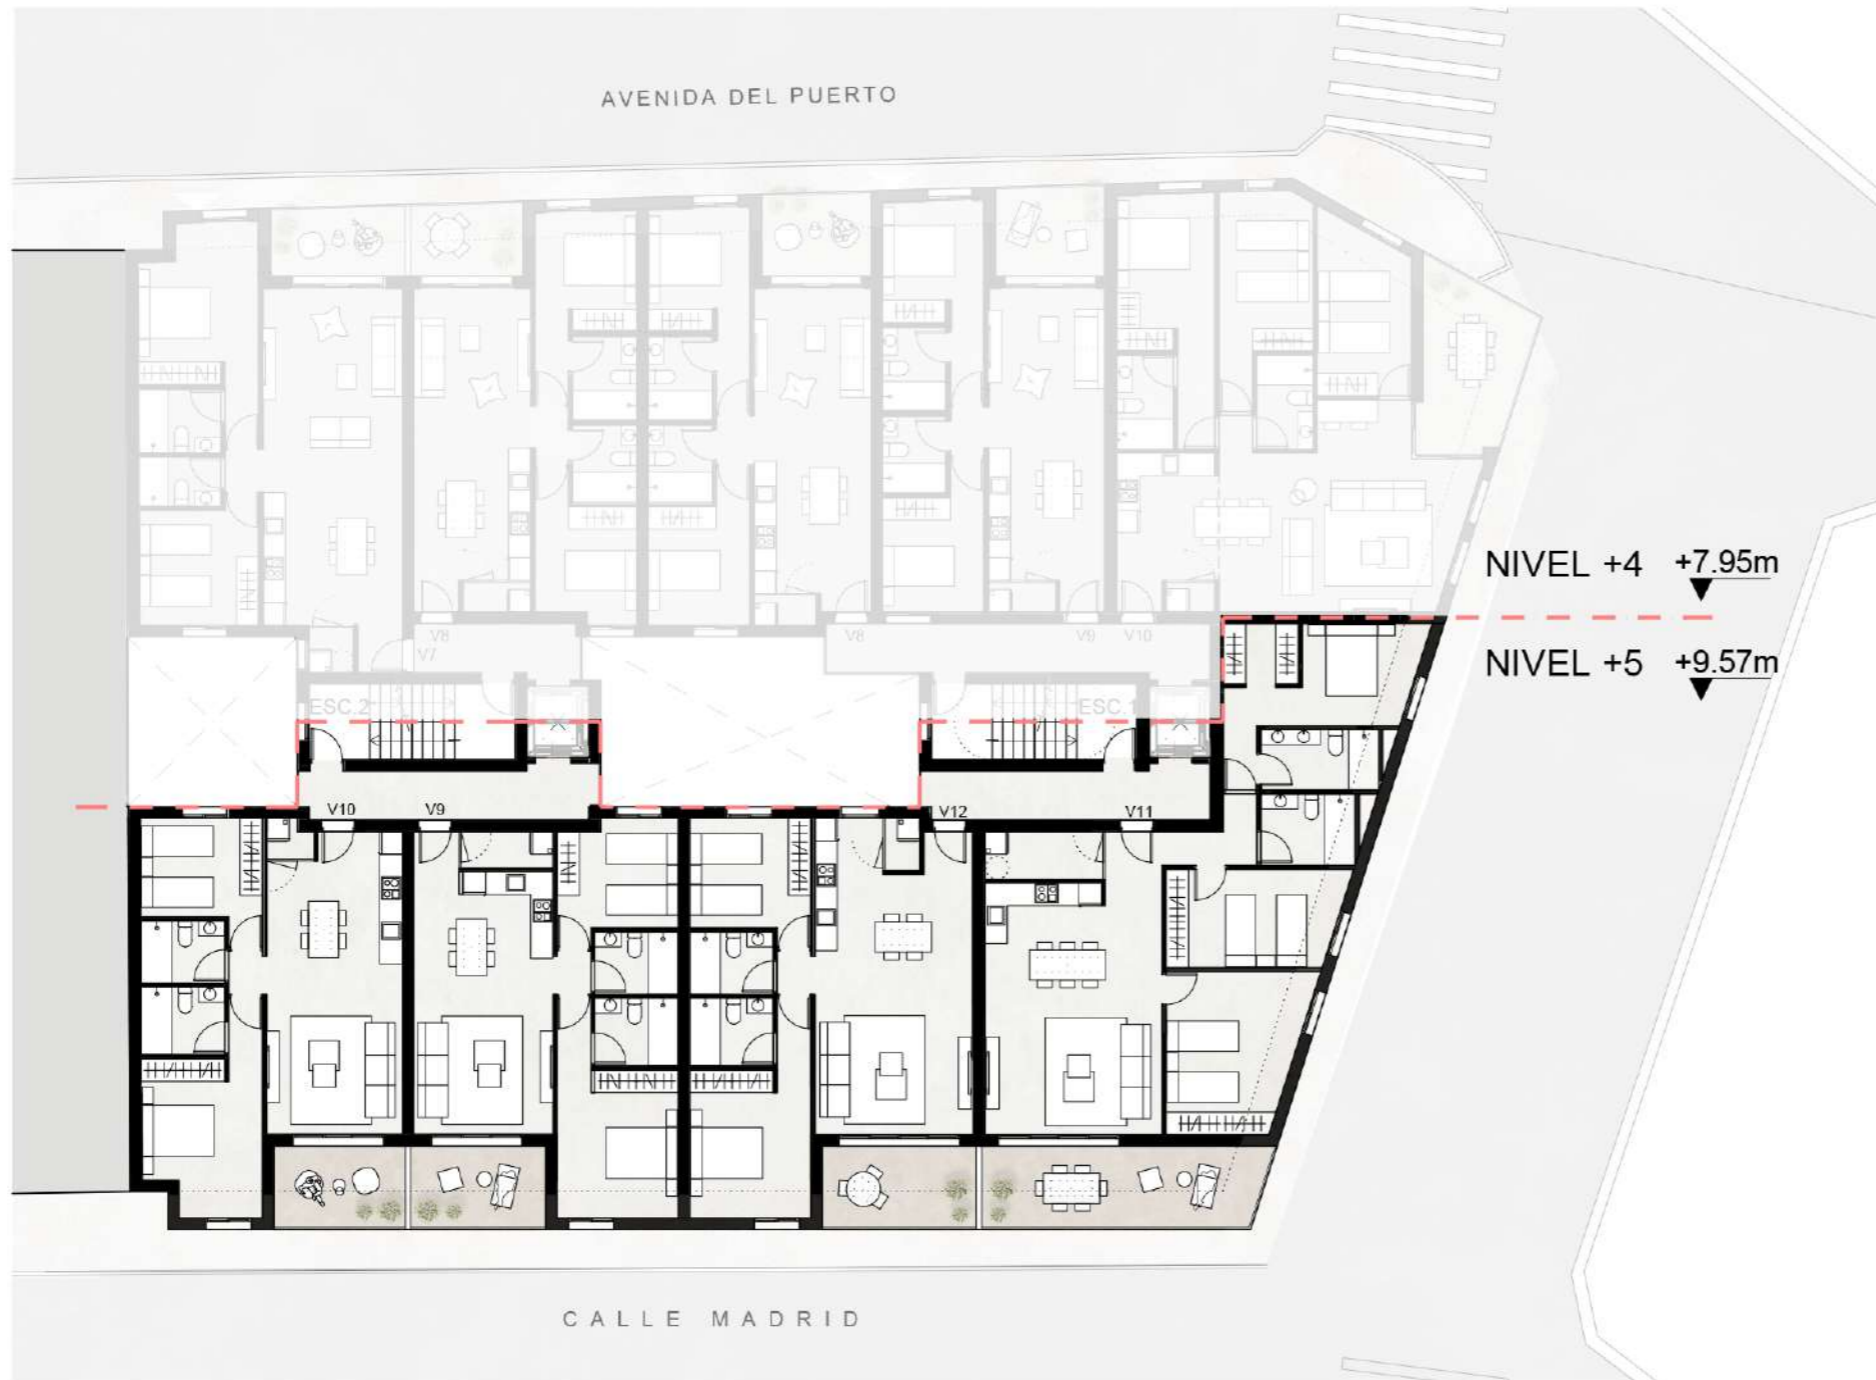 AVENIDA DEL PUERTO
NIVEL +4 +7.95m
NIVEL +5 +9.57m
V8
V7
V8
V9
V10
ESC.2
ESC.1
V10
V9
V12
V11
CALLE MADRID